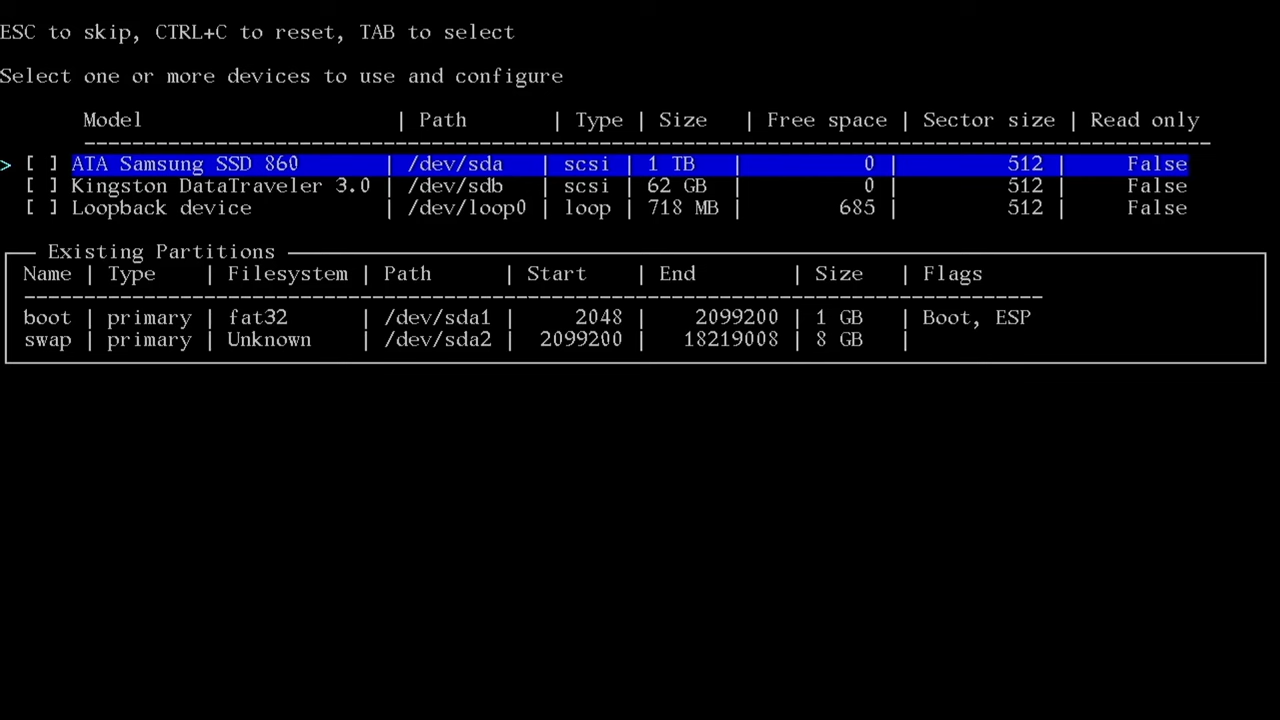 ESC to skip, CTRL+C to reset, TAB to select
Select one or more devices to use and configure
Model | Path | Type | Size | Free space | Sector size | Read only
> [ ] ATA Samsung SSD 860 | /dev/sda | scsi | 1 TB | 0 | 512 | False
[ ] Kingston DataTraveler 3.0 | /dev/sdb | scsi | 62 GB | 0 | 512 | False
[ ] Loopback device | /dev/loop0 | loop | 718 MB | 685 | 512 | False
Existing Partitions
Name | Type | Filesystem | Path | Start | End | Size | Flags
boot | primary | fat32 | /dev/sda1 | 2048 | 2099200 | 1 GB | Boot, ESP
swap | primary | Unknown | /dev/sda2 | 2099200 | 18219008 | 8 GB |